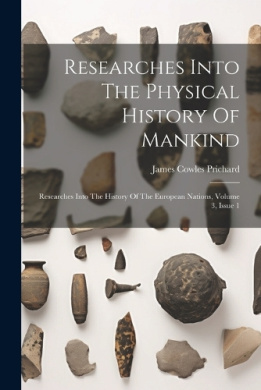 Researches Into
The Physical
History Of
Mankind
James Cowles Prichard
Researches Into The History Of The European Nations, Volume
3, Issue 1